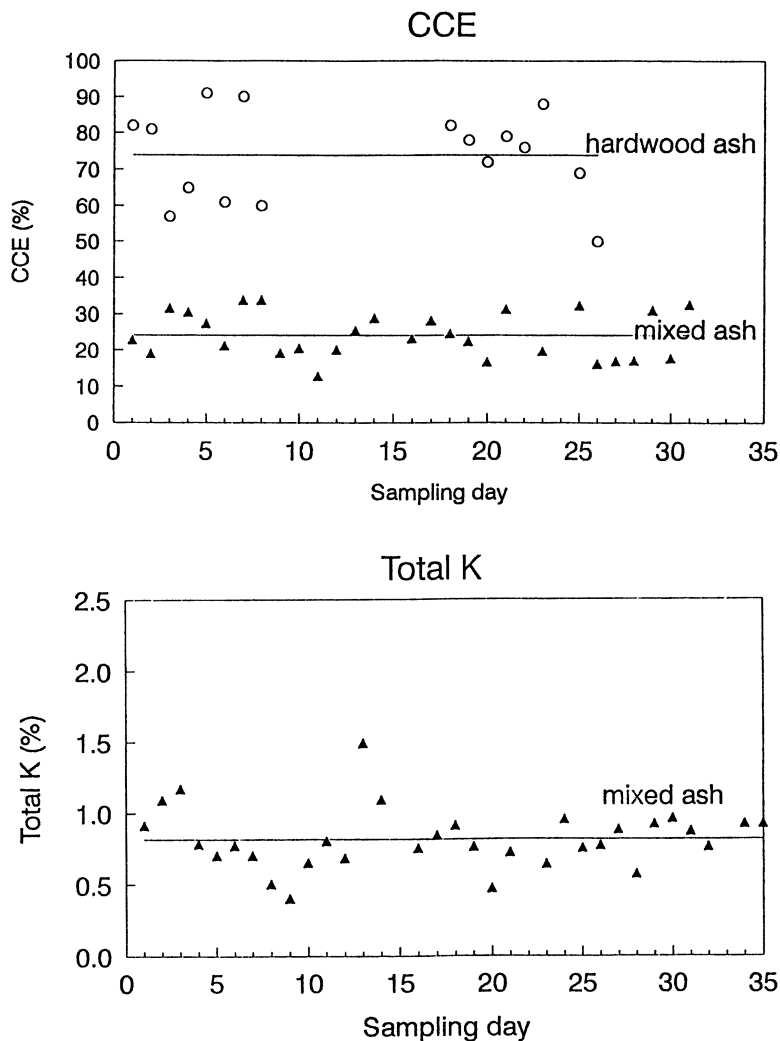 CCE
100
90
80
70
60
50
40
30
20
10
0
CCE (%)
hardwood ash
mixed ash
0 5 10 15 20 25 30 35
Sampling day
Total K
2.5
2.0
1.5
1.0
0.5
0.0
Total K (%)
mixed ash
0 5 10 15 20 25 30 35
Sampling day